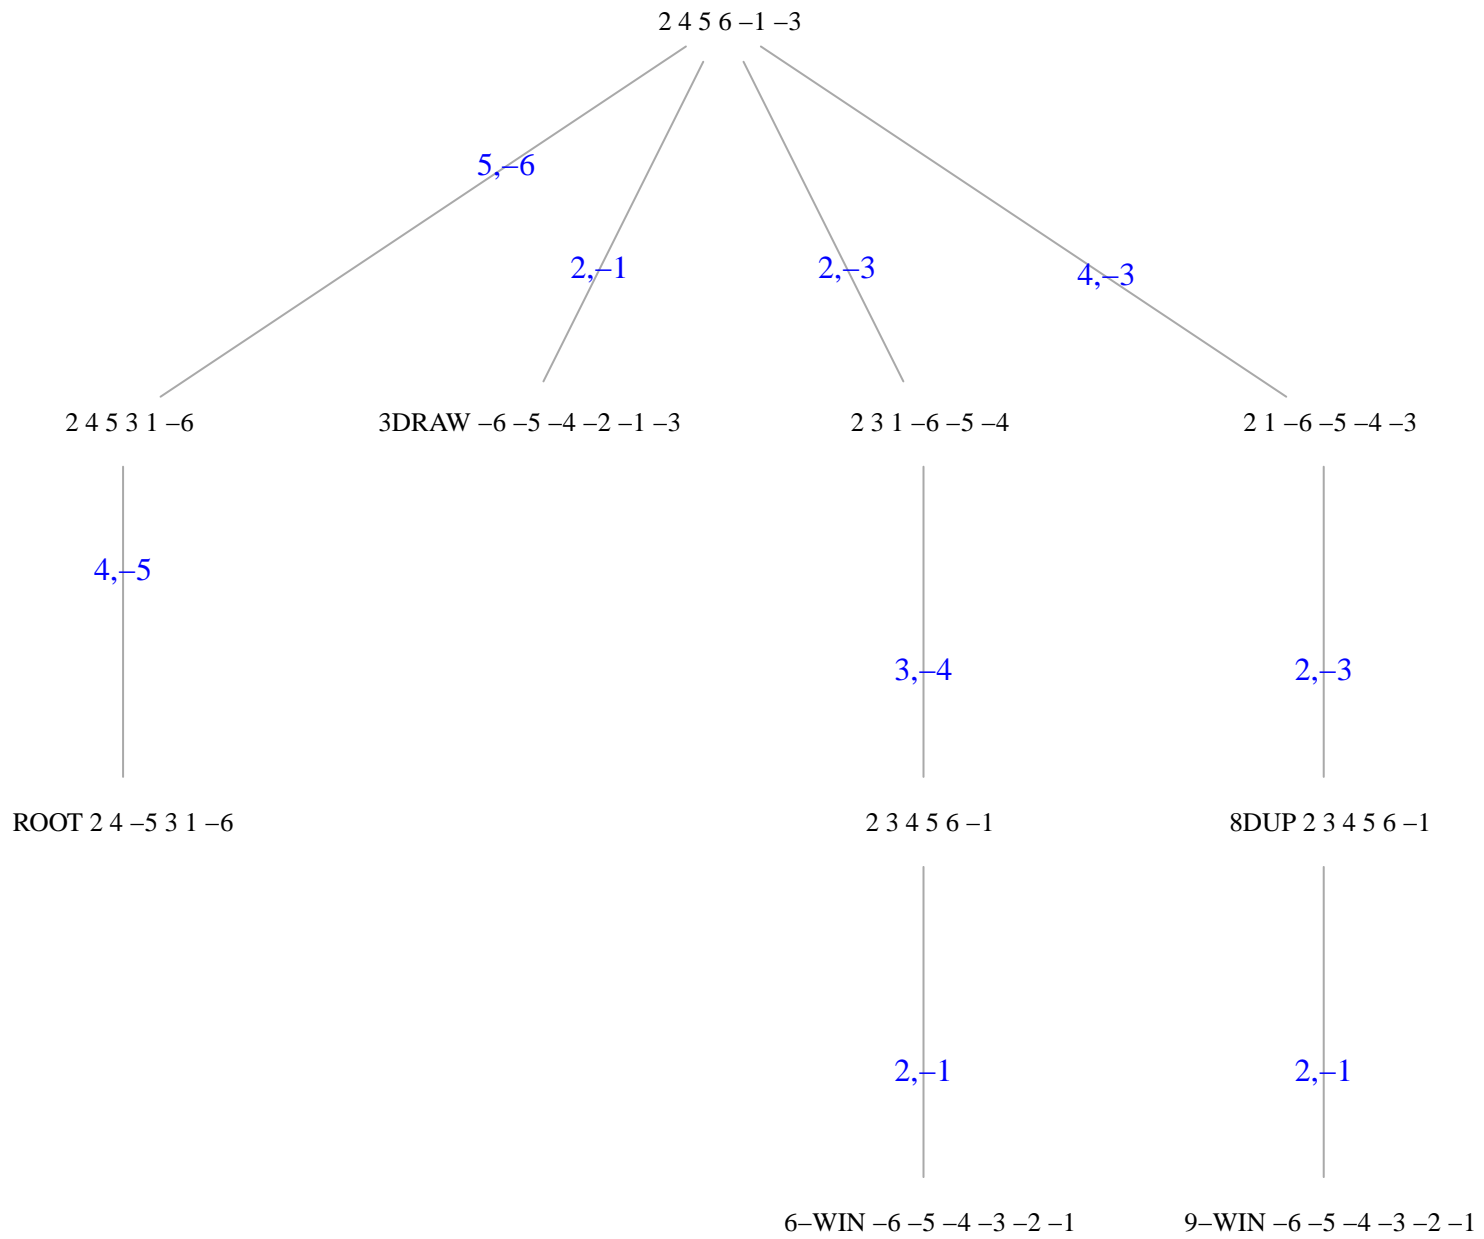 2 4 5 6 –1 –3
5,–6
2,–1
2,–3
4,–3
2 4 5 3 1 –6
3DRAW –6 –5 –4 –2 –1 –3
2 3 1 –6 –5 –4
2 1 –6 –5 –4 –3
4,–5
3,–4
2,–3
ROOT 2 4 –5 3 1 –6
2 3 4 5 6 –1
8DUP 2 3 4 5 6 –1
2,–1
2,–1
6–WIN –6 –5 –4 –3 –2 –1
9–WIN –6 –5 –4 –3 –2 –1